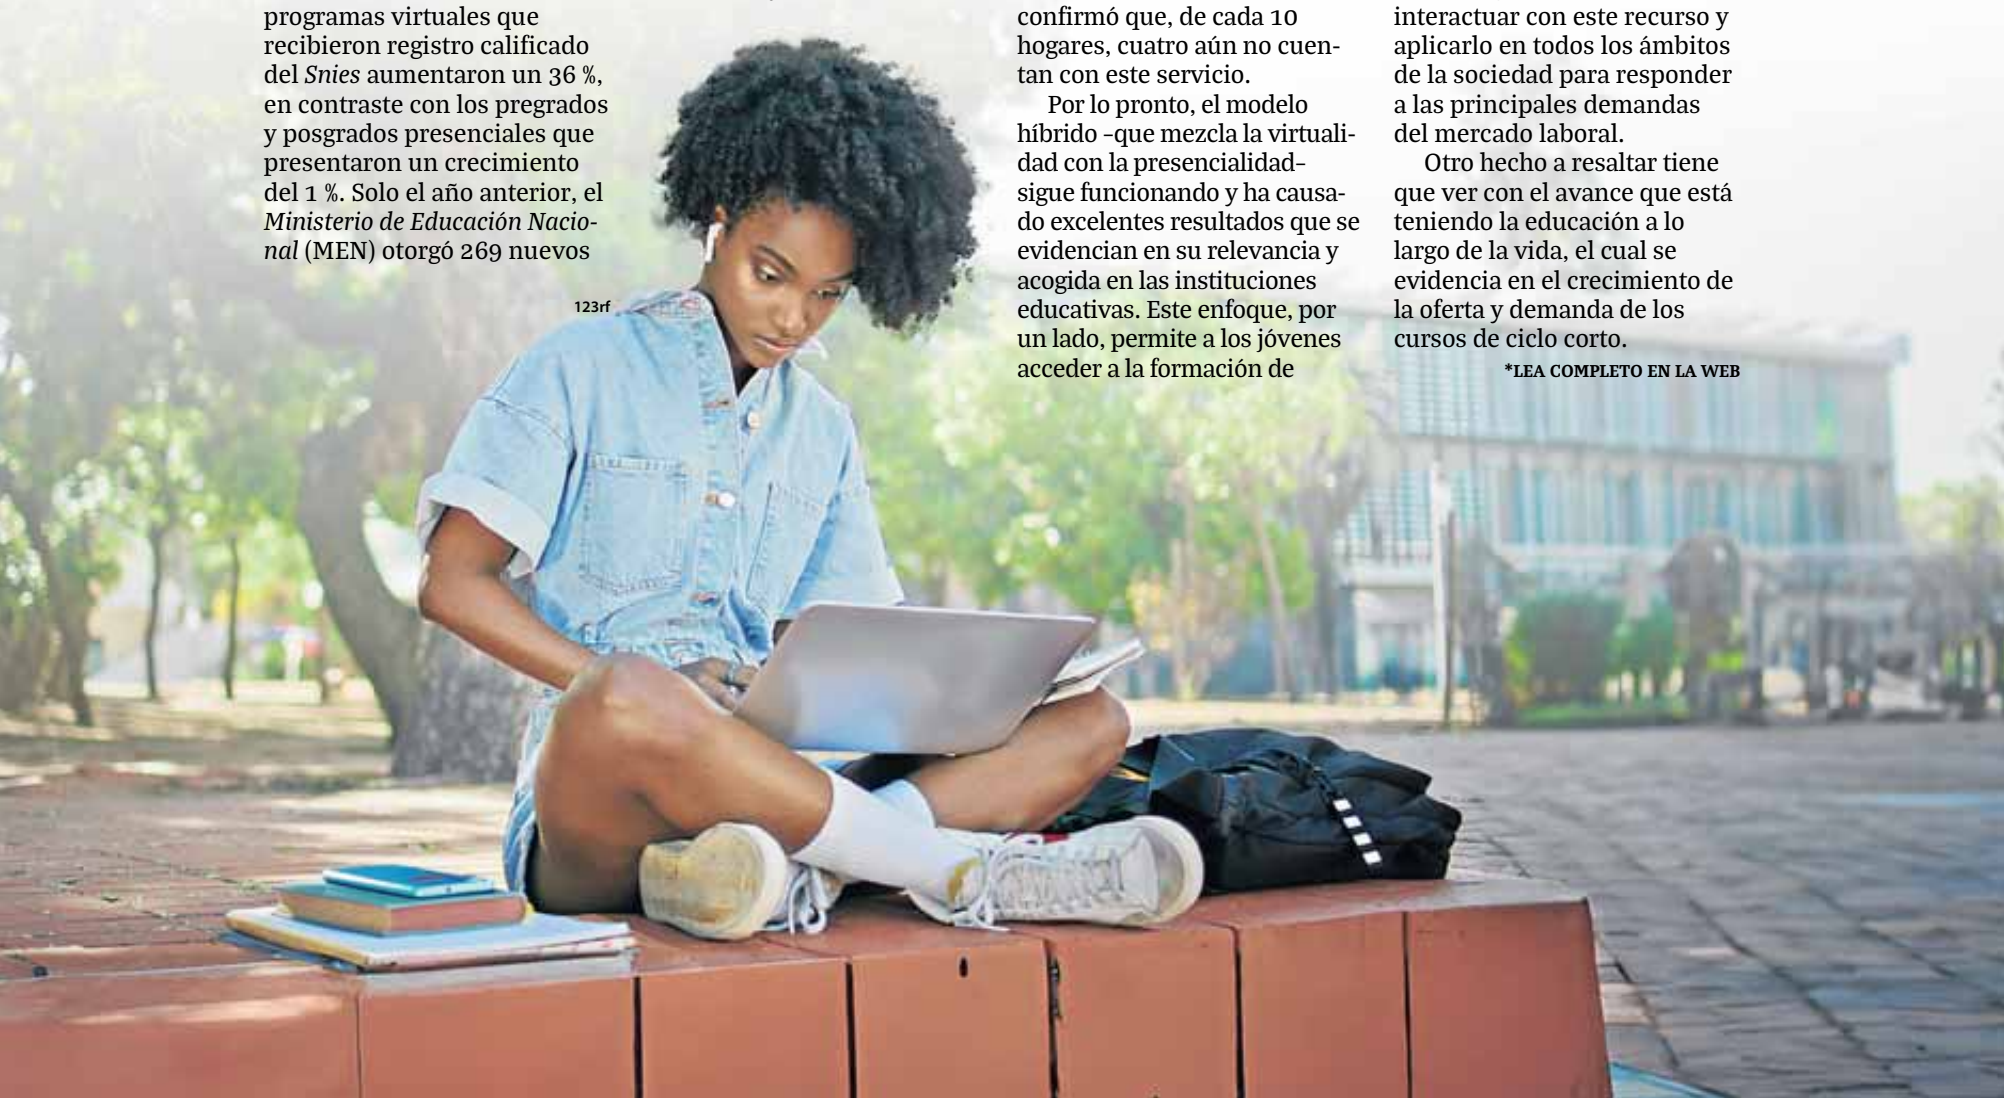 programas virtuales que
recibieron registro calificado
del Snies aumentaron un 36 %,
en contraste con los pregrados
y posgrados presenciales que
presentaron un crecimiento
del 1 %. Solo el año anterior, el
Ministerio de Educación Nacio-
nal (MEN) otorgó 269 nuevos
123rf
confirmó que, de cada 10
hogares, cuatro aún no cuen-
tan con este servicio.
Por lo pronto, el modelo
híbrido –que mezcla la virtuali-
dad con la presencialidad–
sigue funcionando y ha causa-
do excelentes resultados que se
evidencian en su relevancia y
acogida en las instituciones
educativas. Este enfoque, por
un lado, permite a los jóvenes
acceder a la formación de
interactuar con este recurso y
aplicarlo en todos los ámbitos
de la sociedad para responder
a las principales demandas
del mercado laboral.
Otro hecho a resaltar tiene
que ver con el avance que está
teniendo la educación a lo
largo de la vida, el cual se
evidencia en el crecimiento de
la oferta y demanda de los
cursos de ciclo corto.
*LEA COMPLETO EN LA WEB